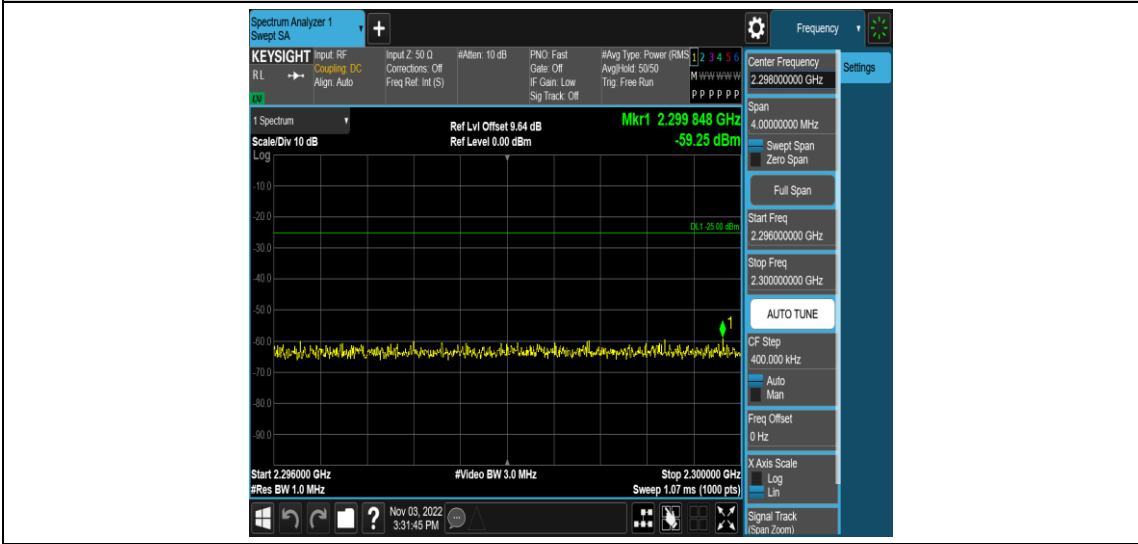 Spectrum Analyzer 1
Swept SA
+
Frequency
KEYSIGHT
RL
Input: RF
Coupling: DC
Align: Auto
Input Z: 50 Ω
Corrections: Off
Freq Ref: Int (S)
#Atten: 10 dB
PNO: Fast
Gate: Off
IF Gain: Low
Sig Track: Off
#Avg Type: Power (RMS
Avg|Hold: 50/50
Trig: Free Run
1 2 3 4 5 6
M W W W W W
P P P P P P
1 Spectrum
Scale/Div 10 dB
Log
Ref Lvl Offset 9.64 dB
Ref Level 0.00 dBm
Mkr1 2.299 848 GHz
-59.25 dBm
-10.0
-20.0
DL1 -25.00 dBm
-30.0
-40.0
-50.0
1
-60.0
-70.0
-80.0
-90.0
Start 2.296000 GHz
#Res BW 1.0 MHz
#Video BW 3.0 MHz
Stop 2.300000 GHz
Sweep 1.07 ms (1000 pts)
?
Nov 03, 2022
3:31:45 PM
Center Frequency
2.298000000 GHz
Settings
Span
4.00000000 MHz
Swept Span
Zero Span
Full Span
Start Freq
2.296000000 GHz
Stop Freq
2.300000000 GHz
AUTO TUNE
CF Step
400.000 kHz
Auto
Man
Freq Offset
0 Hz
X Axis Scale
Log
Lin
Signal Track
(Span Zoom)